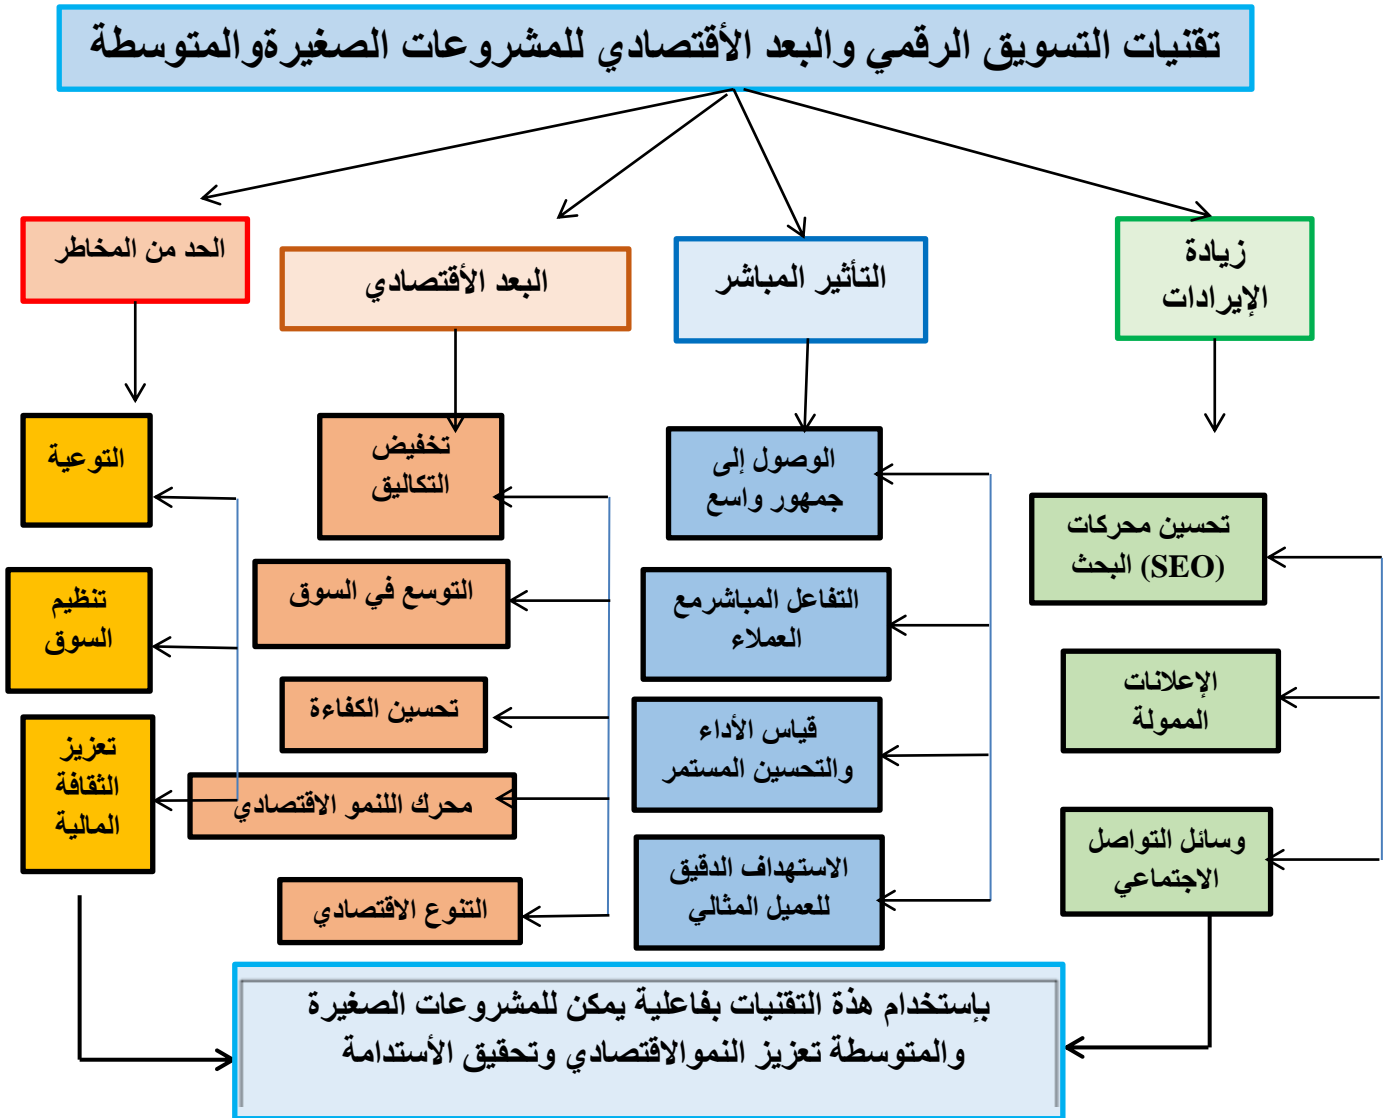 تقنيات التسويق الرقمي والبعد الأقتصادي للمشروعات الصغيرةوالمتوسطة
زيادة
الإيرادات
التأثير المباشر
البعد الأقتصادي
الحد من المخاطر
تحسين محركات
البحث (SEO)
الإعلانات
الممولة
وسائل التواصل
الاجتماعي
الوصول إلى
جمهور واسع
التفاعل المباشرمع
العملاء
قياس الأداء
والتحسين المستمر
الاستهداف الدقيق
للعميل المثالي
تخفيض
التكاليق
التوسع في السوق
تحسين الكفاءة
محرك اللنمو الاقتصادي
التنوع الاقتصادي
التوعية
تنظيم
السوق
تعزيز
الثقافة
المالية
بإستخدام هذة التقنيات بفاعلية يمكن للمشروعات الصغيرة
والمتوسطة تعزيز النموالاقتصادي وتحقيق الأستدامة